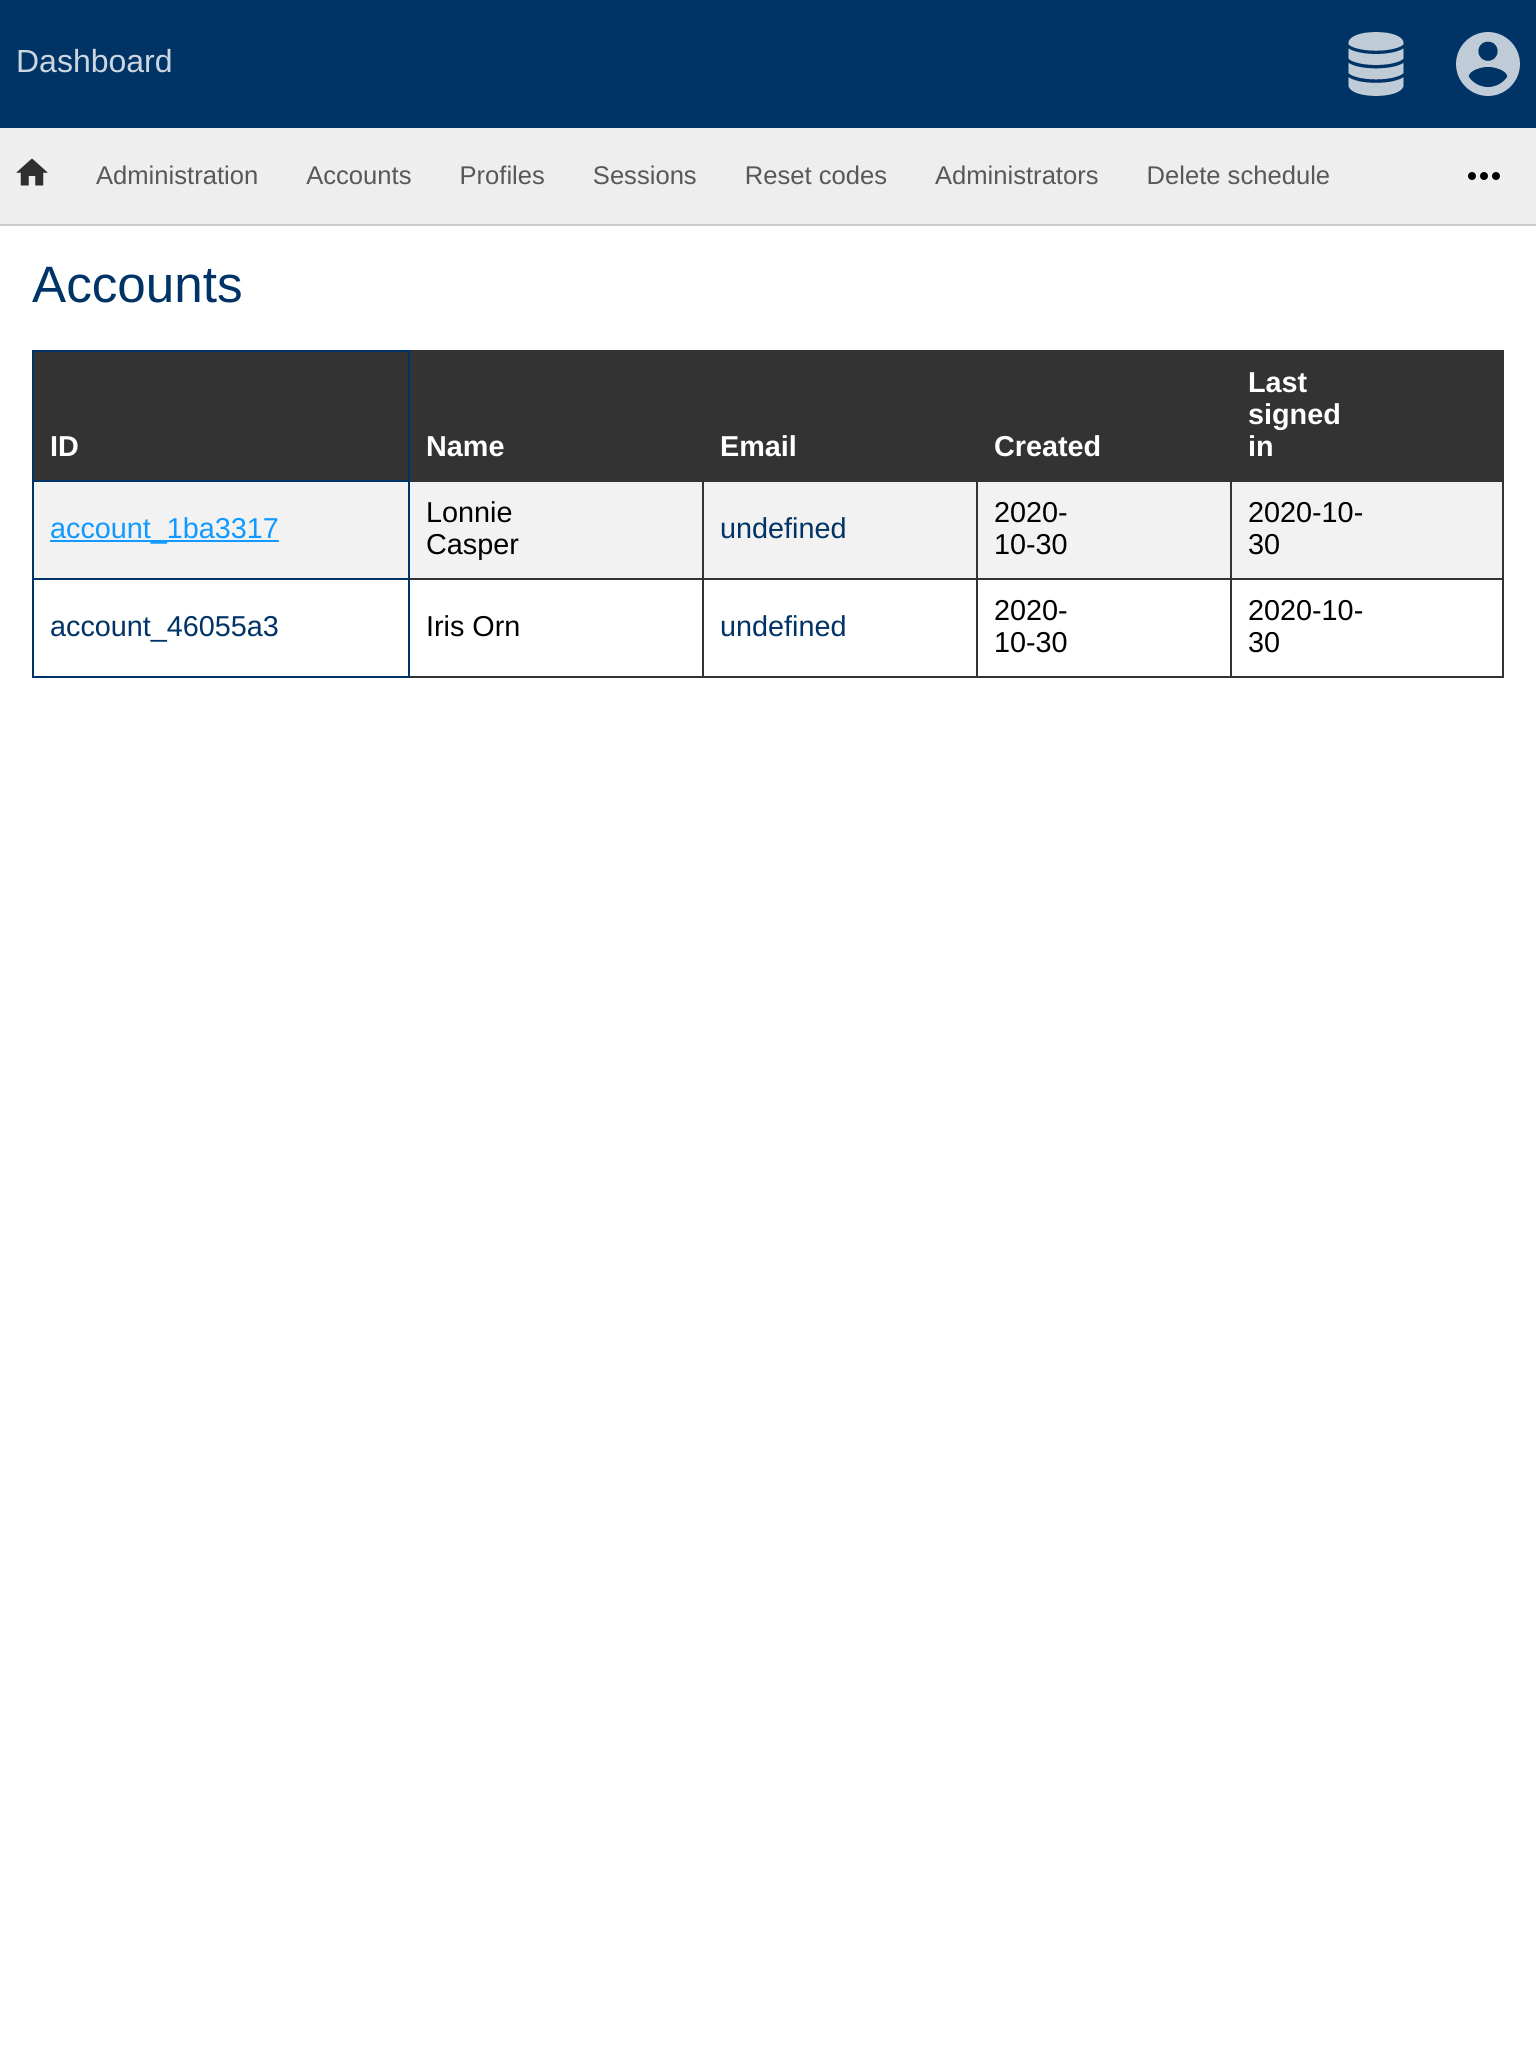 Dashboard
Administration Accounts Profiles Sessions Reset codes Administrators Delete schedule
Accounts
ID Name Email Created Last signed in
account_1ba3317 Lonnie Casper undefined 2020-10-30 2020-10-30
account_46055a3 Iris Orn undefined 2020-10-30 2020-10-30